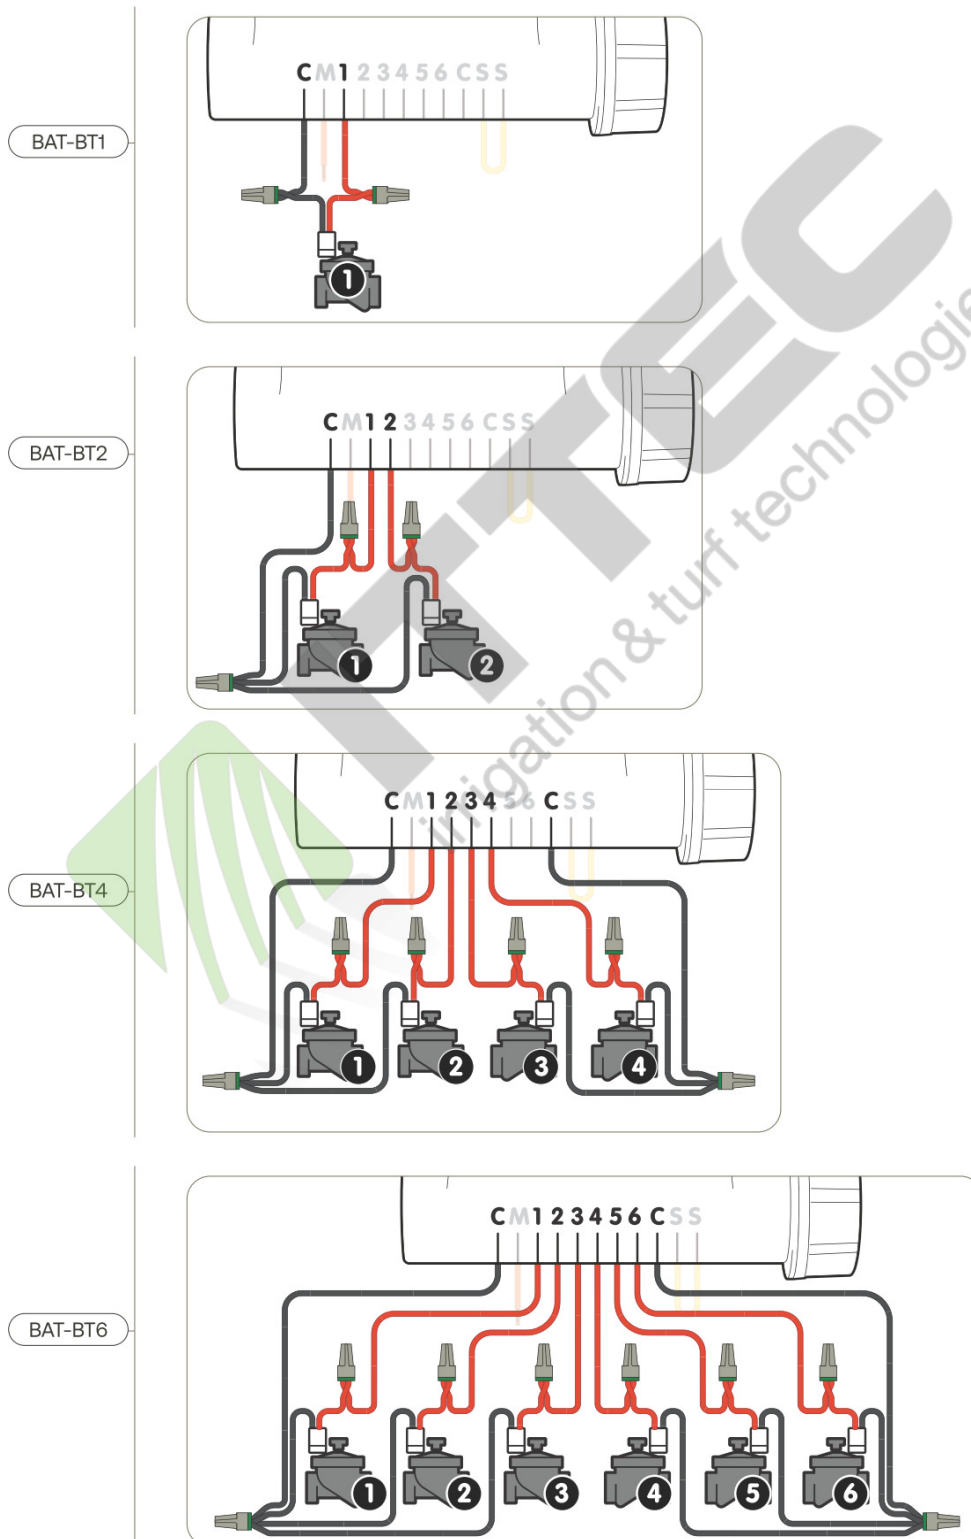 C M 1 2 3 4 5 6 C S S
BAT-BT1
1
C M 1 2 3 4 5 6 C S S
BAT-BT2
1 2
C M 1 2 3 4 5 6 C S S
BAT-BT4
1 2 3 4
C M 1 2 3 4 5 6 C S S
BAT-BT6
1 2 3 4 5 6
ITTEC
irrigation & turf technologie